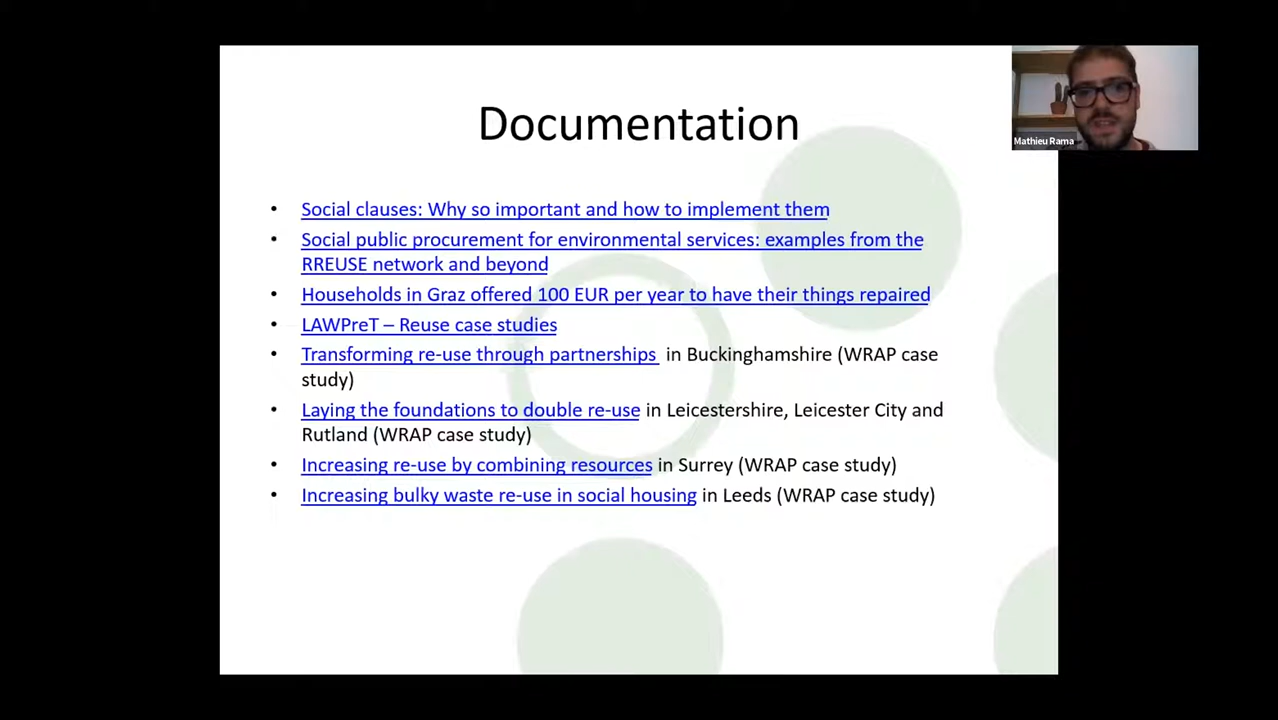 Documentation
Mathieu Rama
• Social clauses: Why so important and how to implement them
• Social public procurement for environmental services: examples from the
RREUSE network and beyond
• Households in Graz offered 100 EUR per year to have their things repaired
• LAWPreT – Reuse case studies
• Transforming re-use through partnerships in Buckinghamshire (WRAP case
study)
• Laying the foundations to double re-use in Leicestershire, Leicester City and
Rutland (WRAP case study)
• Increasing re-use by combining resources in Surrey (WRAP case study)
• Increasing bulky waste re-use in social housing in Leeds (WRAP case study)